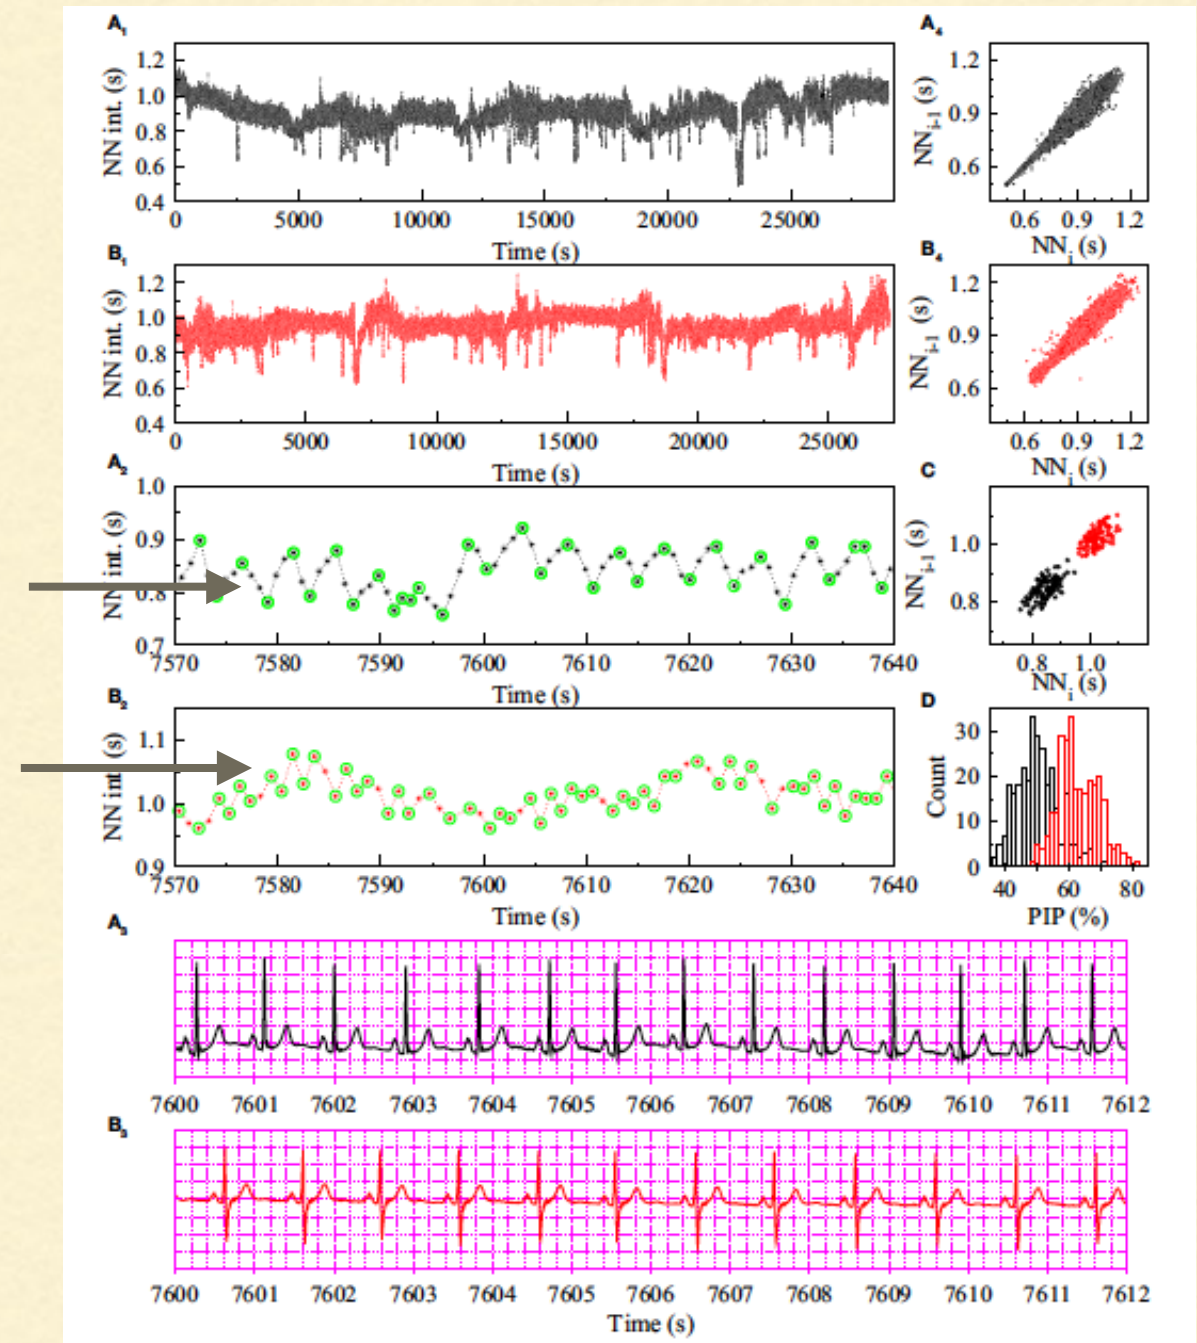 A1
NN int. (s)
1.2
1.0
0.8
0.6
0.4
0 5000 10000 15000 20000 25000
Time (s)
A4
NNi-1 (s)
1.2
0.9
0.6
0.6 0.9 1.2
NNi (s)
B1
NN int. (s)
1.2
1.0
0.8
0.6
0.4
0 5000 10000 15000 20000 25000
Time (s)
B4
NNi-1 (s)
1.2
0.9
0.6
0.6 0.9 1.2
NNi (s)
A2
NN int. (s)
1.0
0.9
0.8
0.7
7570 7580 7590 7600 7610 7620 7630 7640
Time (s)
C
NNi-1 (s)
1.0
0.8
0.8 1.0
NNi (s)
B2
NN int. (s)
1.1
1.0
0.9
7570 7580 7590 7600 7610 7620 7630 7640
Time (s)
D
Count
30
20
10
0
40 60 80
PIP (%)
A3
7600 7601 7602 7603 7604 7605 7606 7607 7608 7609 7610 7611 7612
B3
7600 7601 7602 7603 7604 7605 7606 7607 7608 7609 7610 7611 7612
Time (s)